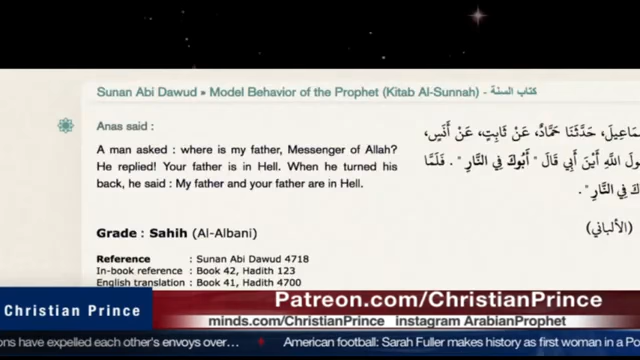 Sunan Abi Dawud » Model Behavior of the Prophet (Kitab Al-Sunnah) - كتاب السنة
Anas said :
A man asked : where is my father, Messenger of Allah?
He replied! Your father is in Hell. When he turned his
back, he said : My father and your father are in Hell.
حَدَّثَنَا حَمَّادٌ، عَنْ ثَابِتٍ، عَنْ أَنَسٍ،
اللَّهِ أَيْنَ أَبِي قَالَ " أَبُوكَ فِي النَّارِ " . فَلَمَّا
فِي النَّارِ " .
Grade : Sahih (Al-Albani)
(الألباني)
Reference : Sunan Abi Dawud 4718
In-book reference : Book 42, Hadith 123
English translation : Book 41, Hadith 4700
Christian Prince
Patreon.com/ChristianPrince
minds.com/ChristianPrince instagram ArabianProphet
have expelled each other's envoys over… American football: Sarah Fuller makes history as first woman in a